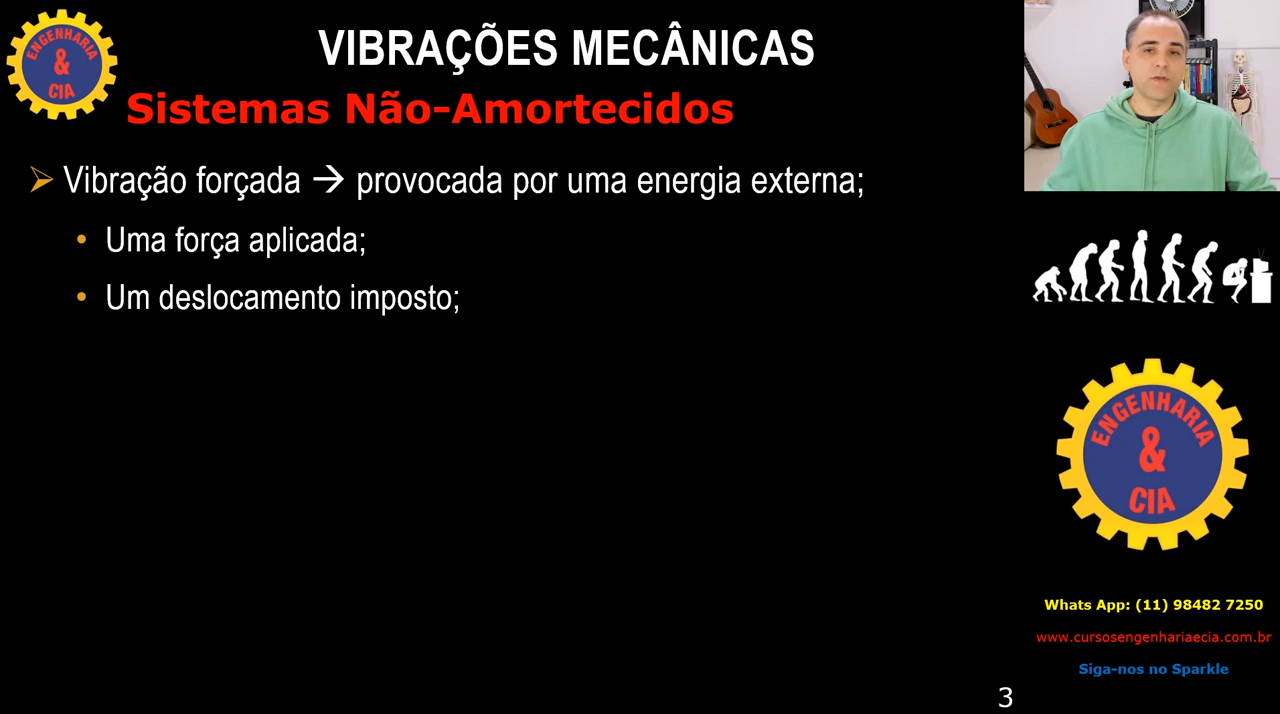 ENGENHARIA
&
CIA
VIBRAÇÕES MECÂNICAS
Sistemas Não-Amortecidos
Vibração forçada → provocada por uma energia externa;
• Uma força aplicada;
• Um deslocamento imposto;
V
ENGENHARIA
&
CIA
Whats App: (11) 98482 7250
www.cursosengenhariaecia.com.br
Siga-nos no Sparkle
3